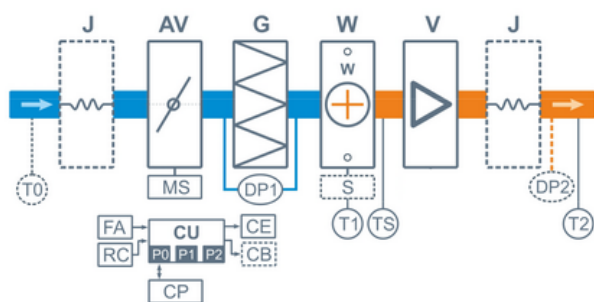 J AV G W V J
W
MS DP1 S DP2
T0 T1 TS T2
FA CU CE
RC P0 P1 P2 CB
CP